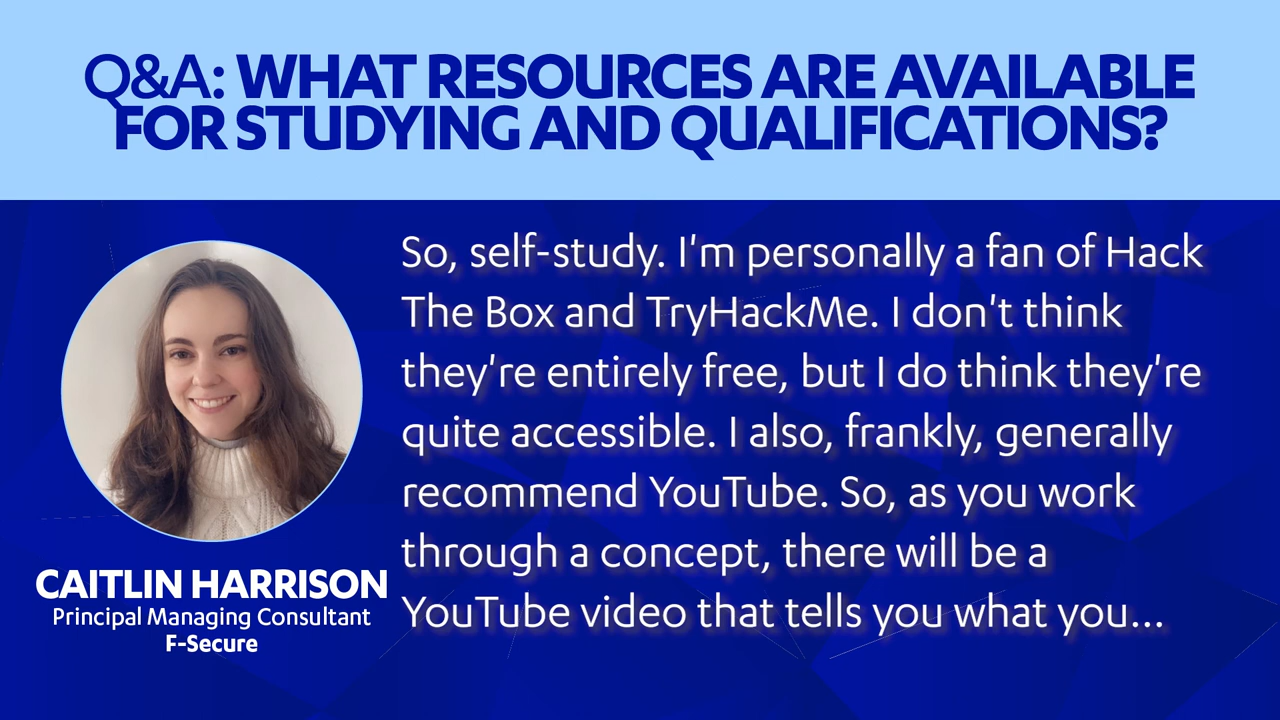 Q&A: WHAT RESOURCES ARE AVAILABLE
FOR STUDYING AND QUALIFICATIONS?
So, self-study. I'm personally a fan of Hack
The Box and TryHackMe. I don't think
they're entirely free, but I do think they're
quite accessible. I also, frankly, generally
recommend YouTube. So, as you work
through a concept, there will be a
YouTube video that tells you what you...
CAITLIN HARRISON
Principal Managing Consultant
F-Secure